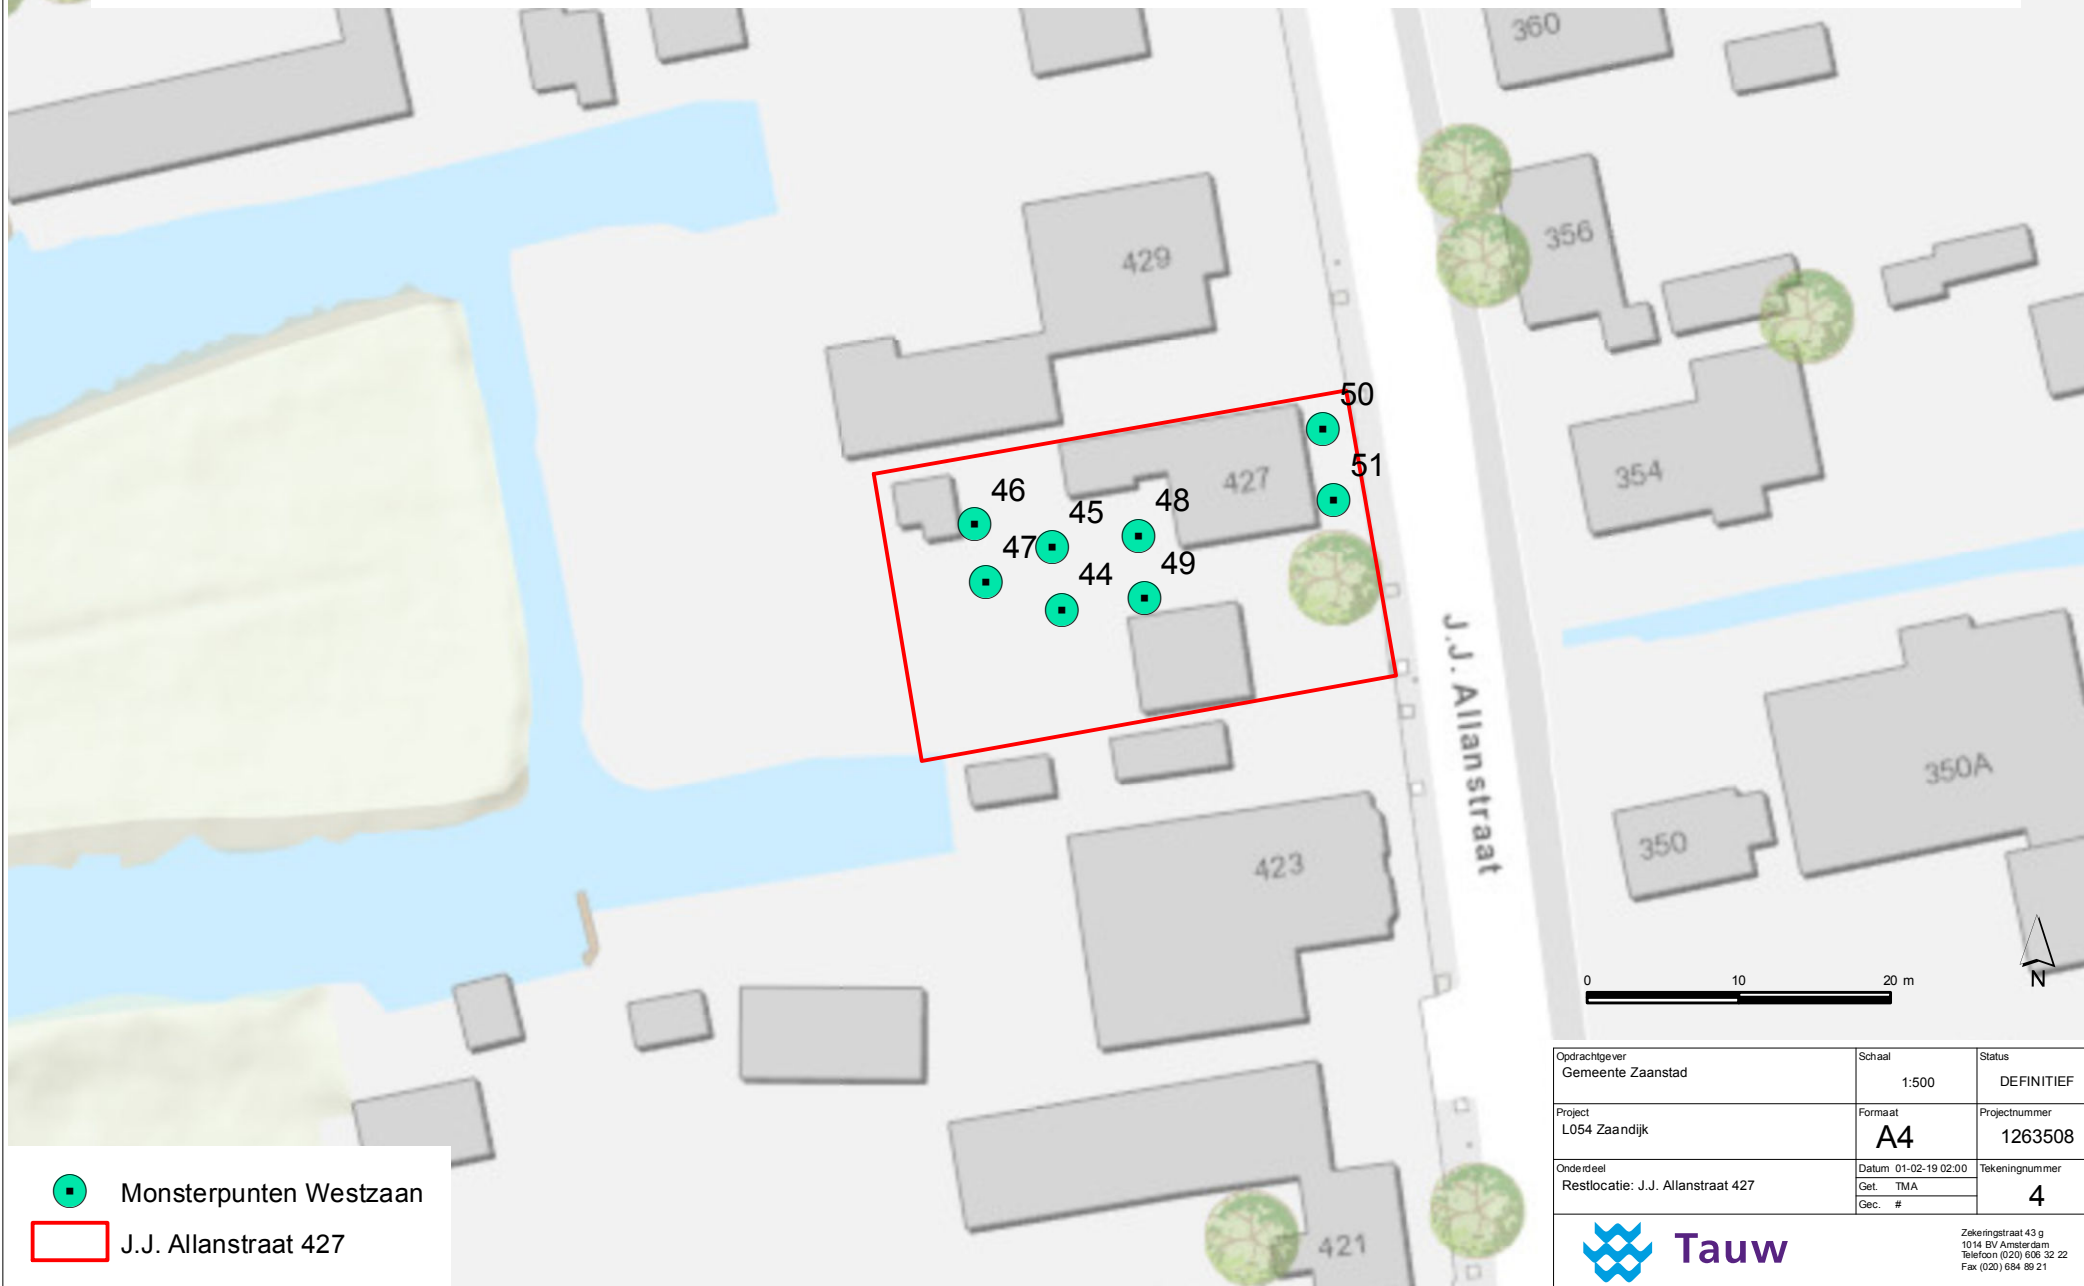 360
429
356
50
51
427
354
46
45
48
47
44
49
J.J. Allanstraat
350A
350
423
0 10 20 m
N
421
Monsterpunten Westzaan
J.J. Allanstraat 427
Opdrachtgever
Gemeente Zaanstad
Schaal
1:500
Status
DEFINITIEF
Project
L054 Zaandijk
Formaat
A4
Projectnummer
1263508
Onderdeel
Restlocatie: J.J. Allanstraat 427
Datum 01-02-19 02:00
Get. TMA
Gec. #
Tekeningnummer
4
Tauw
Zekeringstraat 43 g
1014 BV Amsterdam
Telefoon (020) 606 32 22
Fax (020) 684 89 21